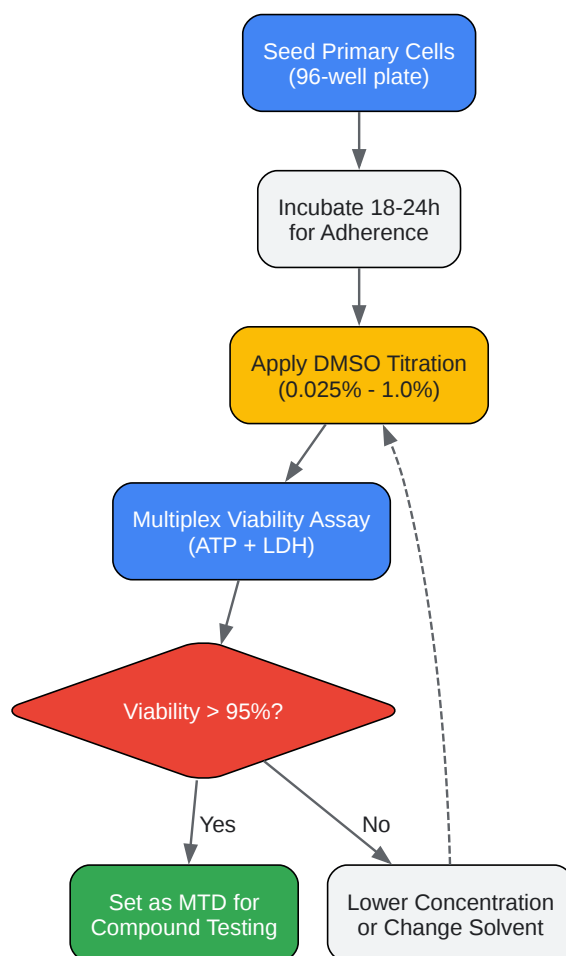 Seed Primary Cells
(96-well plate)
Incubate 18-24h
for Adherence
Apply DMSO Titration
(0.025% - 1.0%)
Multiplex Viability Assay
(ATP + LDH)
Viability > 95%?
Yes
No
Set as MTD for
Compound Testing
Lower Concentration
or Change Solvent